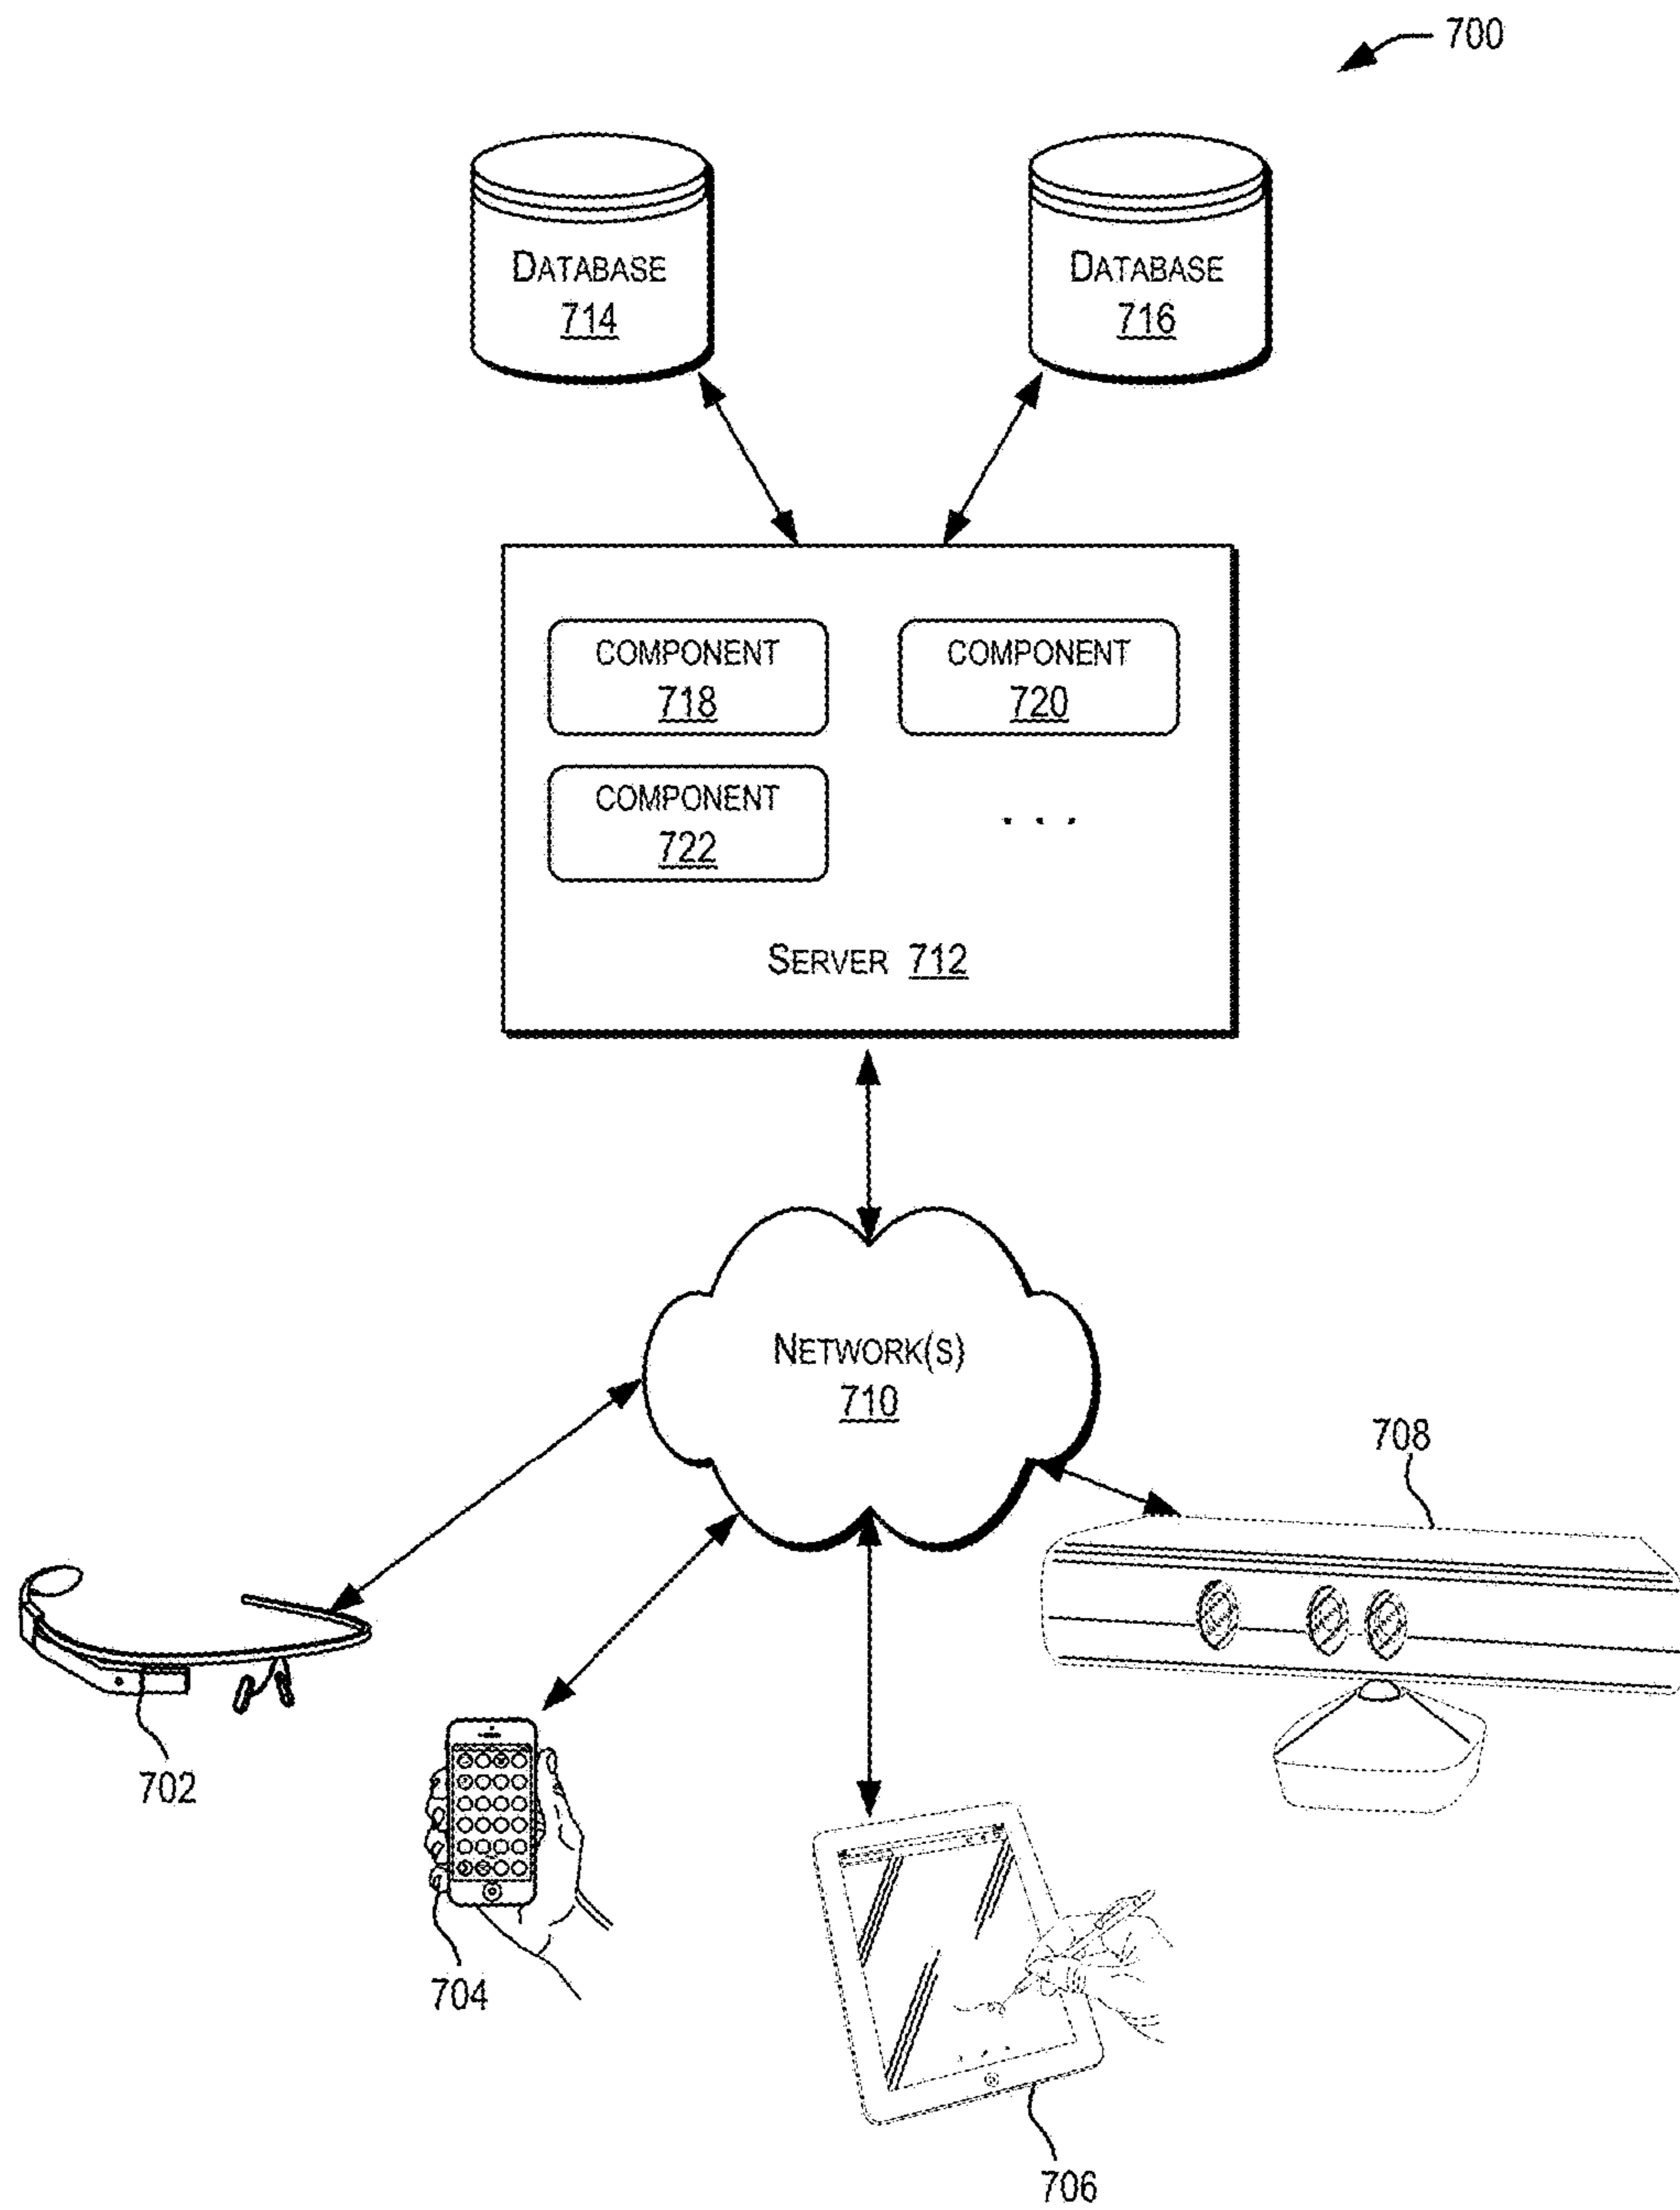 700
DATABASE
714
DATABASE
716
COMPONENT
718
COMPONENT
720
COMPONENT
722
. . .
SERVER 712
NETWORK(S)
710
708
702
704
706